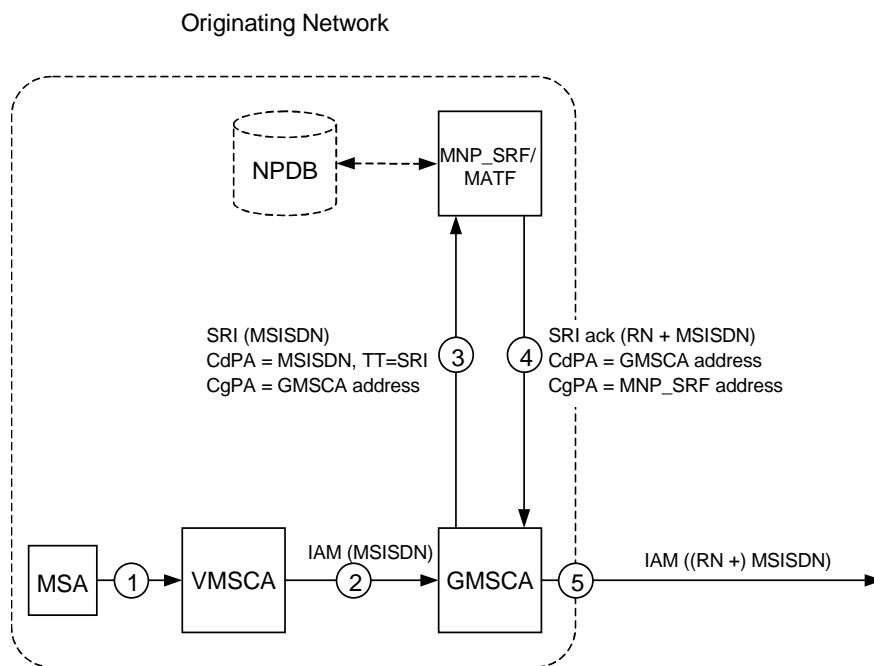 Originating Network
NPDB
MNP_SRF/
MATF
SRI (MSISDN)
CdPA = MSISDN, TT=SRI
CgPA = GMSCA address
3
4
SRI ack (RN + MSISDN)
CdPA = GMSCA address
CgPA = MNP_SRF address
MSA
1
VMSCA
IAM (MSISDN)
2
GMSCA
5
IAM ((RN +) MSISDN)